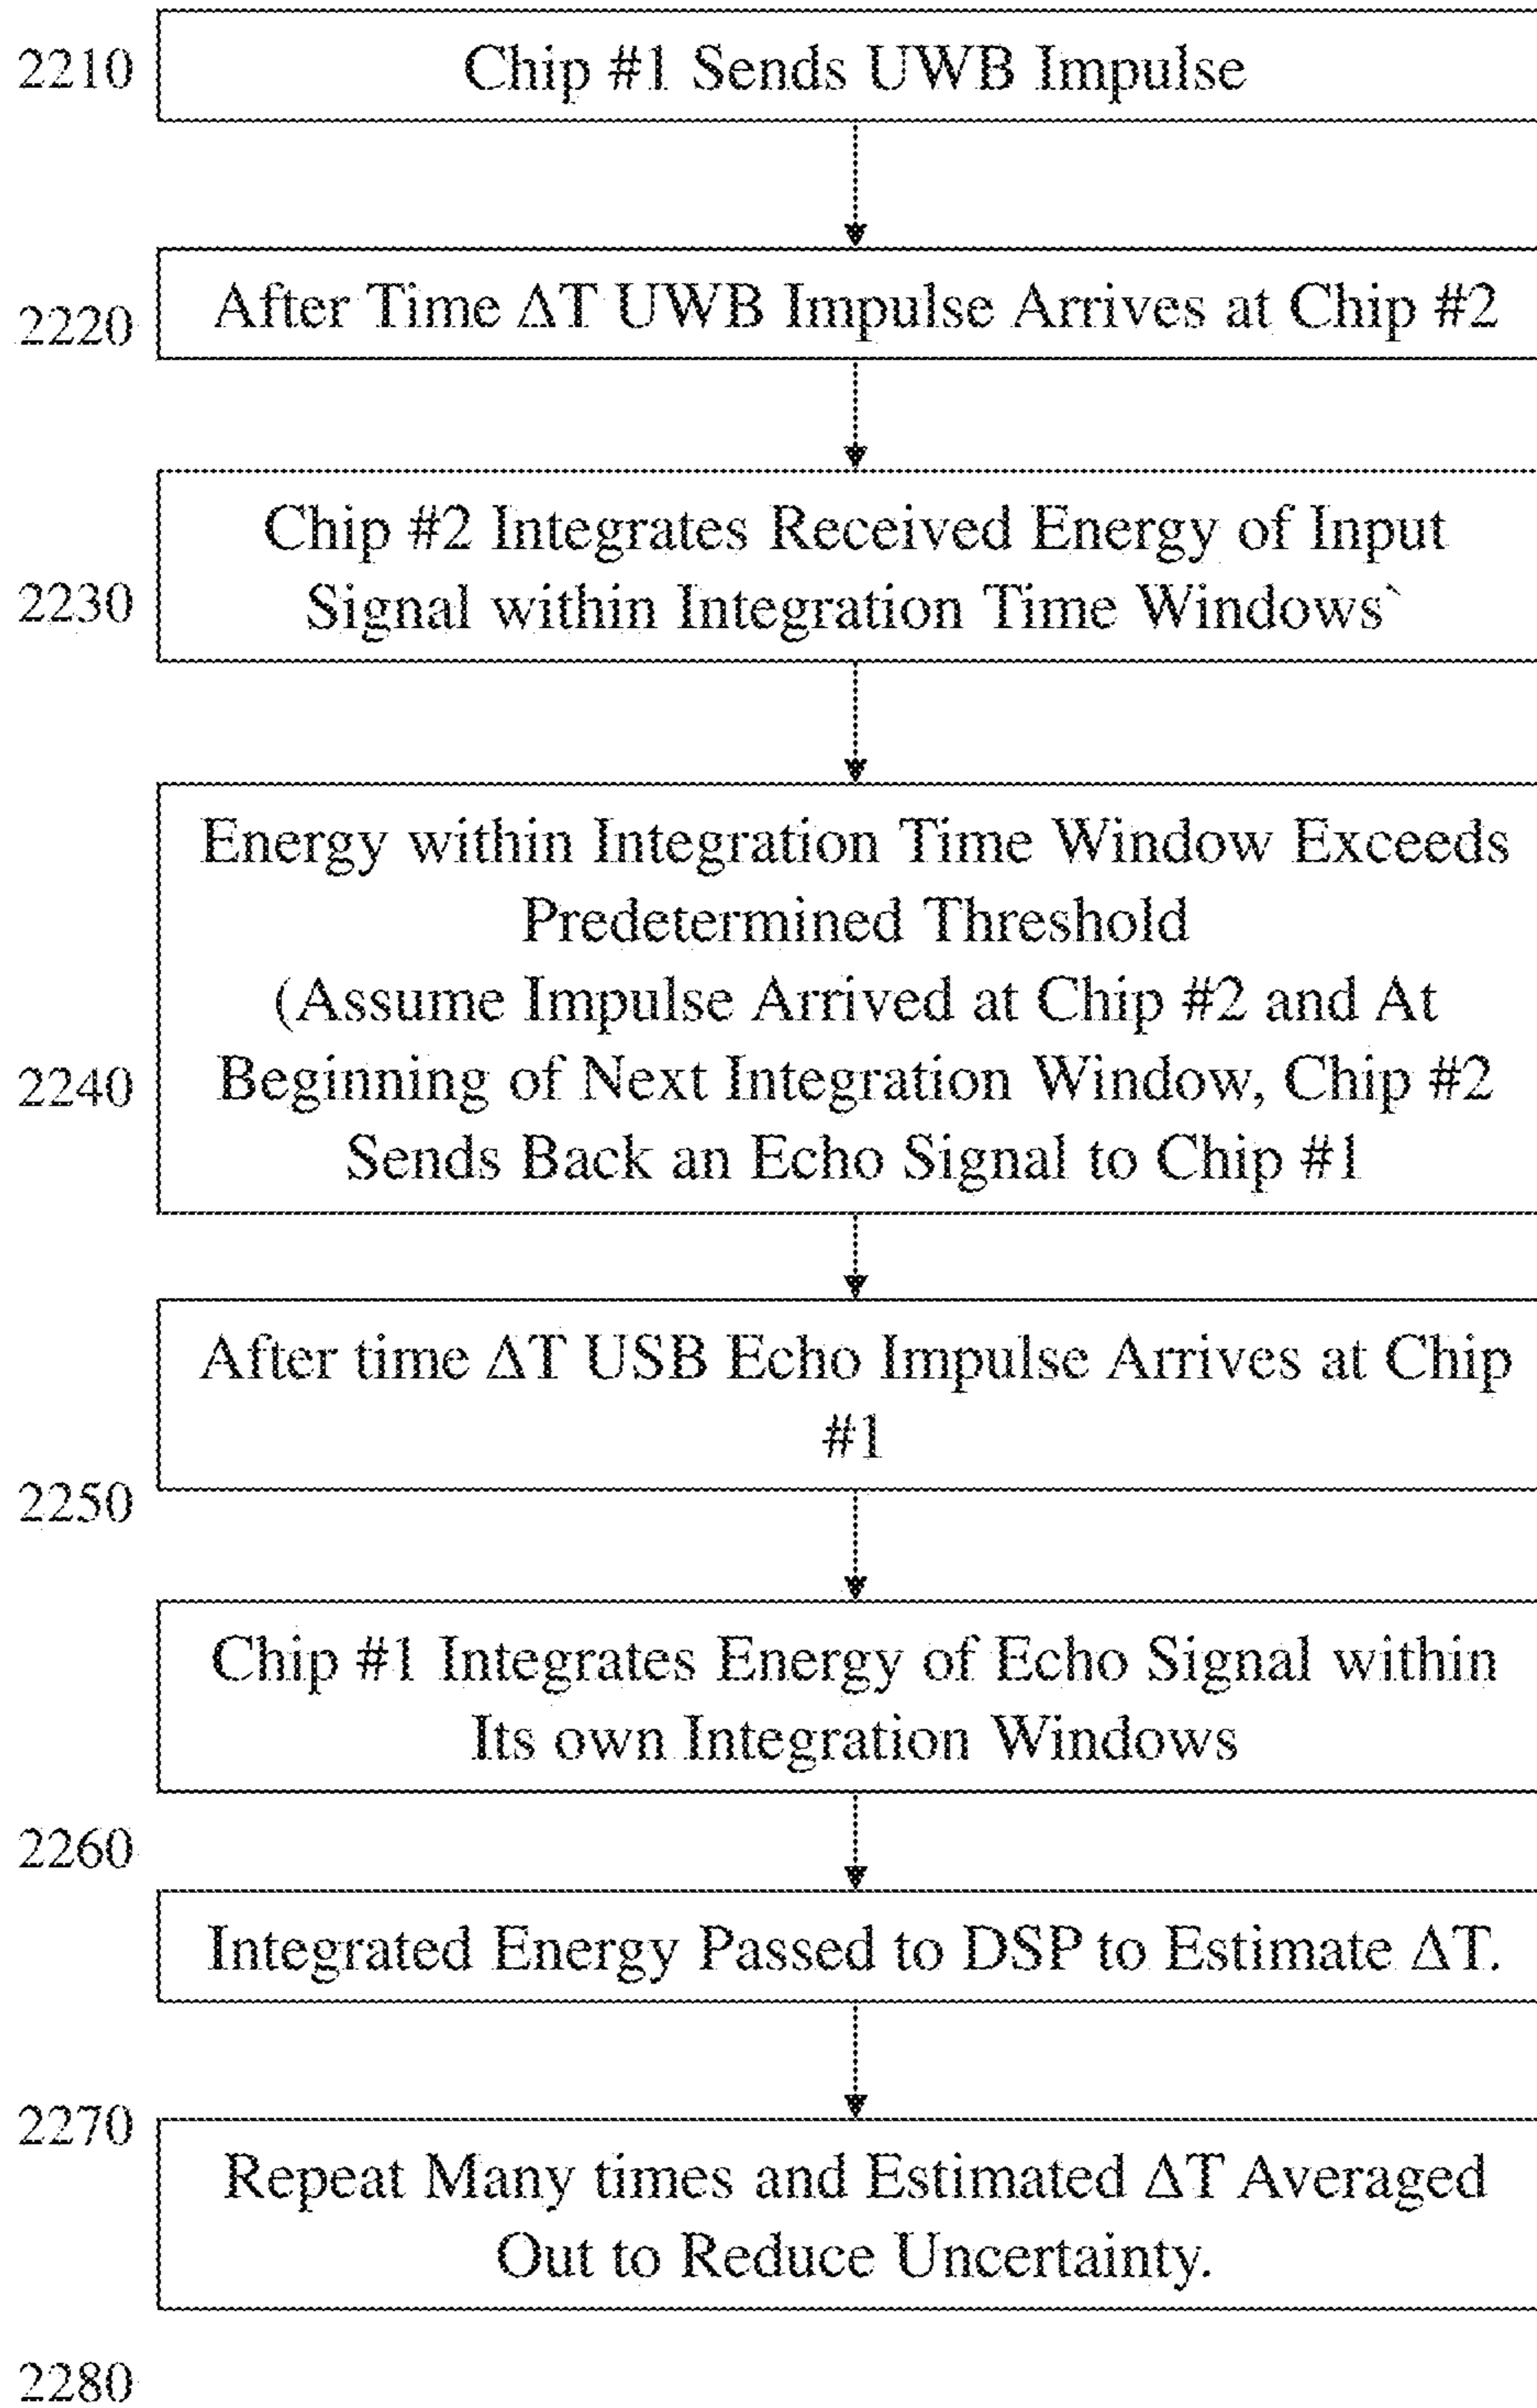 2210
Chip #1 Sends UWB Impulse
2220
After Time ΔT UWB Impulse Arrives at Chip #2
Chip #2 Integrates Received Energy of Input
2230
Signal within Integration Time Windows`
Energy within Integration Time Window Exceeds
Predetermined Threshold
(Assume Impulse Arrived at Chip #2 and At
2240
Beginning of Next Integration Window, Chip #2
Sends Back an Echo Signal to Chip #1
After time ΔT USB Echo Impulse Arrives at Chip
#1
2250
Chip #1 Integrates Energy of Echo Signal within
Its own Integration Windows
2260
Integrated Energy Passed to DSP to Estimate ΔT.
2270
Repeat Many times and Estimated ΔT Averaged
Out to Reduce Uncertainty.
2280